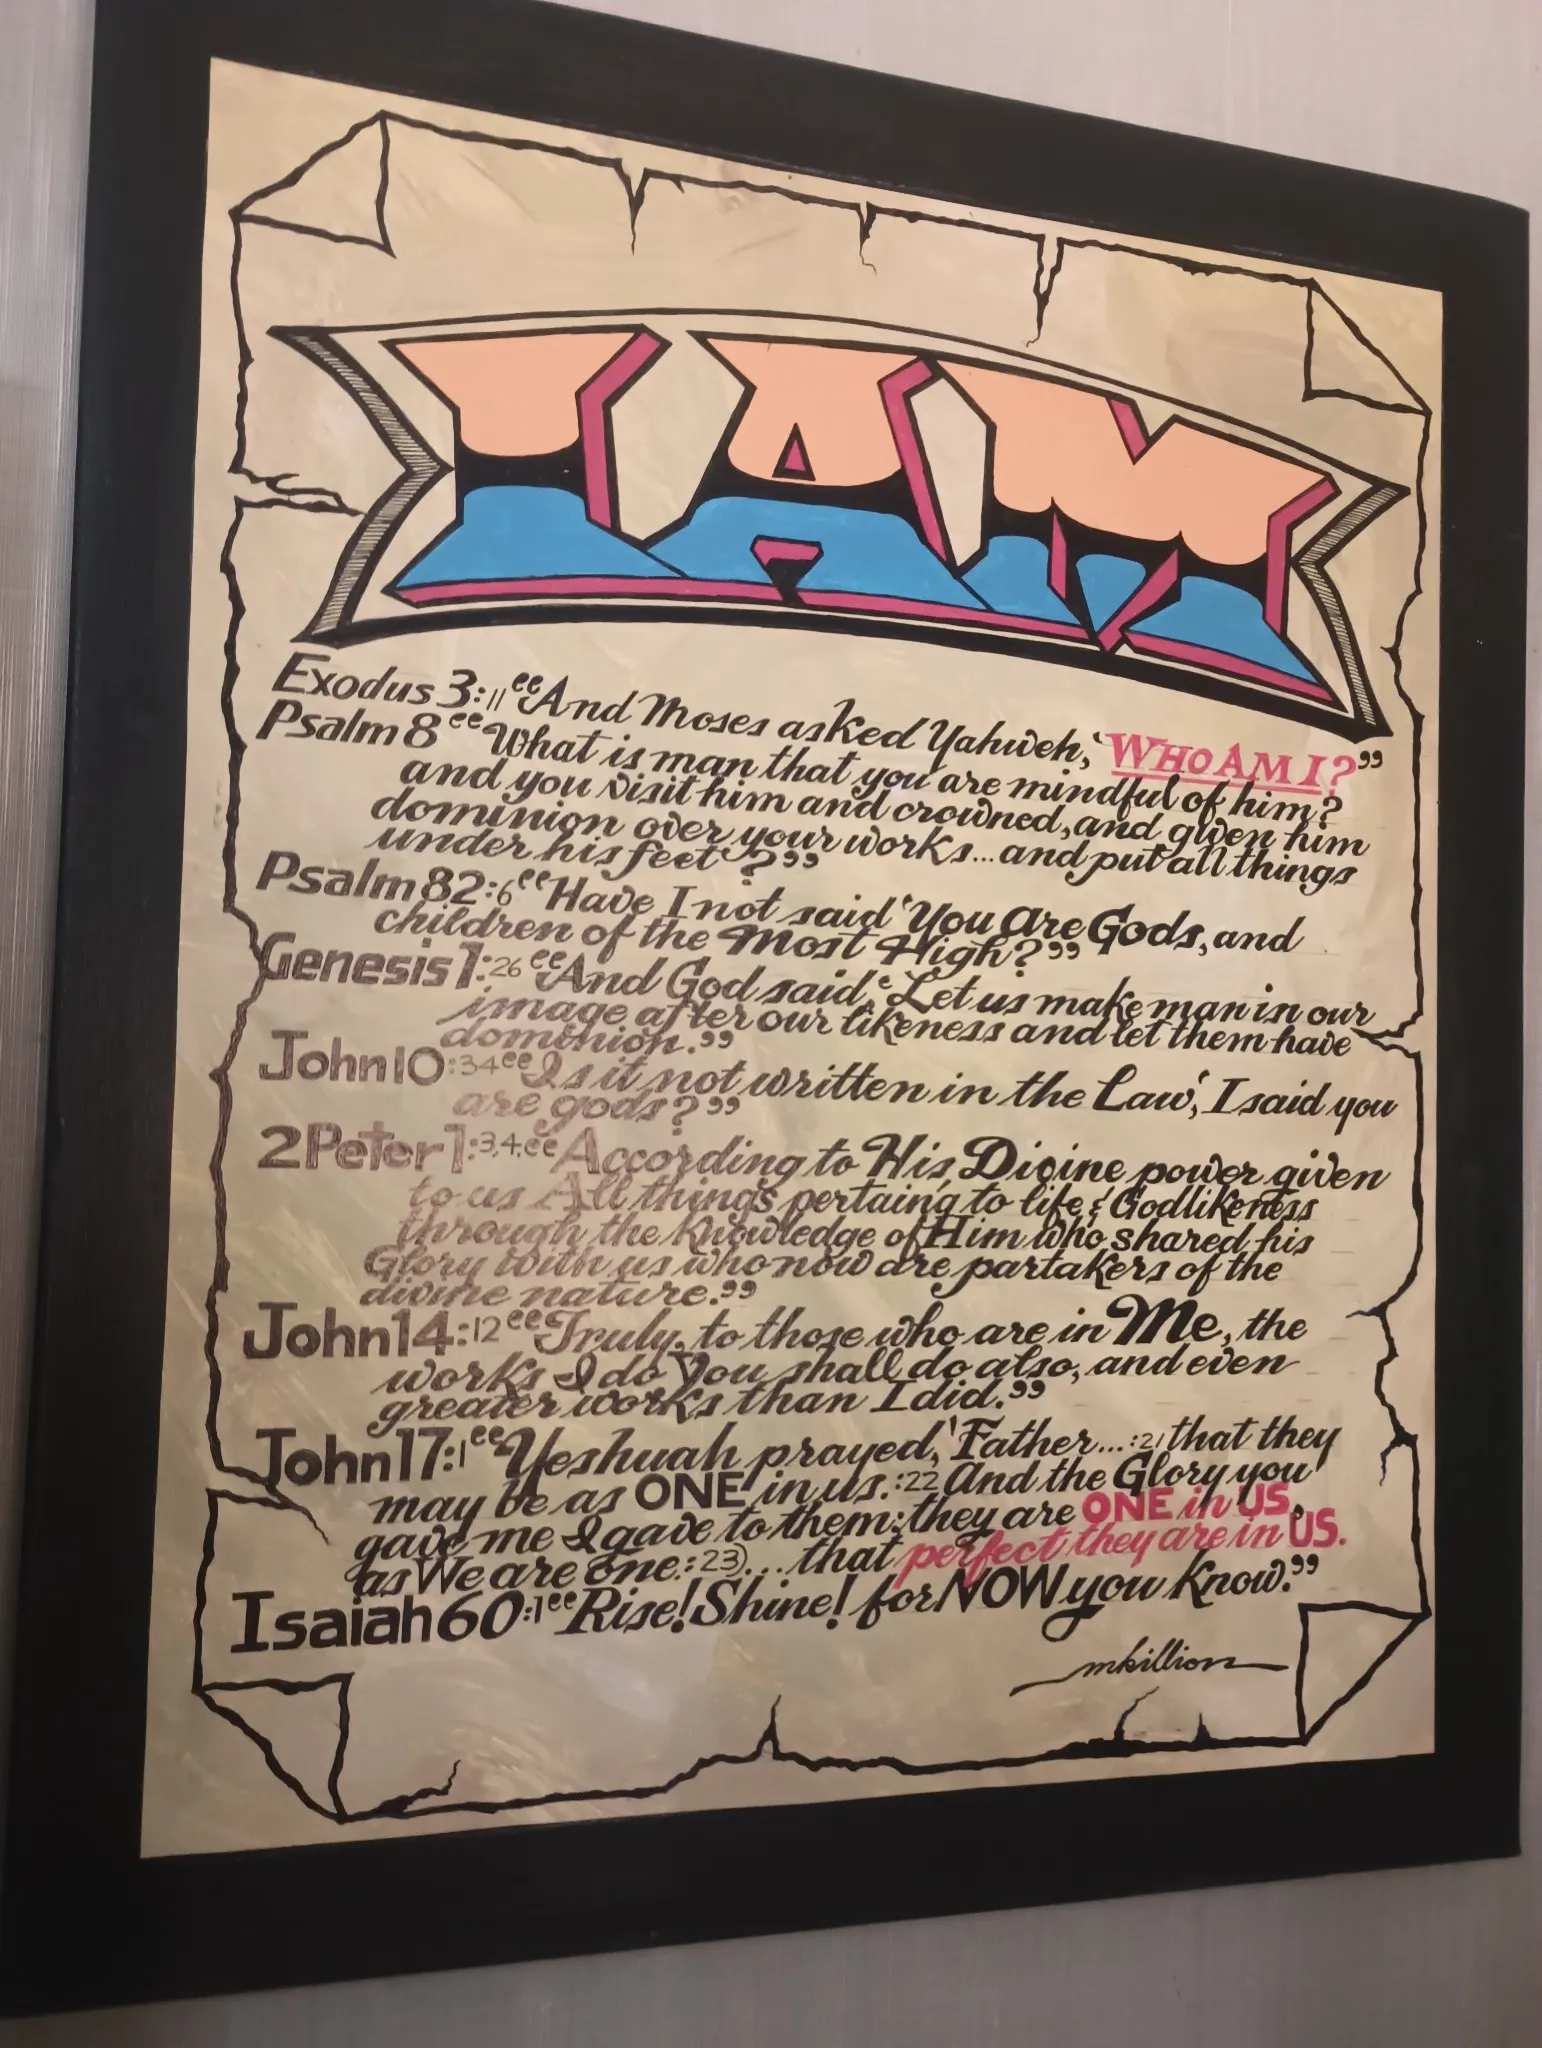 I AM
Exodus 3:11 “And Moses asked Yahweh, ‘WHO AM I?”
Psalm 8 “What is man that you are mindful of him?
and you visit him and crowned, and given him
dominion over your works...and put all things
under his feet?”
Psalm 82:6 “Have I not said ‘You are Gods, and
children of the Most High?”
Genesis 1:26 “And God said, ‘Let us make man in our
image after our likeness and let them have
dominion.”
John 10:34 “Is it not written in the Law, ‘I said you
are gods?”
2 Peter 1:3,4. “According to His, Divine power given
to us All things pertaing to life & Godlikeness
through the knowledge of Him who shared his
Glory with us who now are partakers of the
divine nature.”
John 14:12 “Truly, to those who are in Me, the
works I do You shall do also, and even
greater works than I did.”
John 17:1 “Yeshuah prayed, ‘Father...:21 that they
may be as ONE in us.:22 And the Glory you
gave me I gave to them: they are ONE in US,
as We are one.:23)...that perfect they are in US.
Isaiah 60:1 “Rise! Shine! for NOW you know.”
mkillion